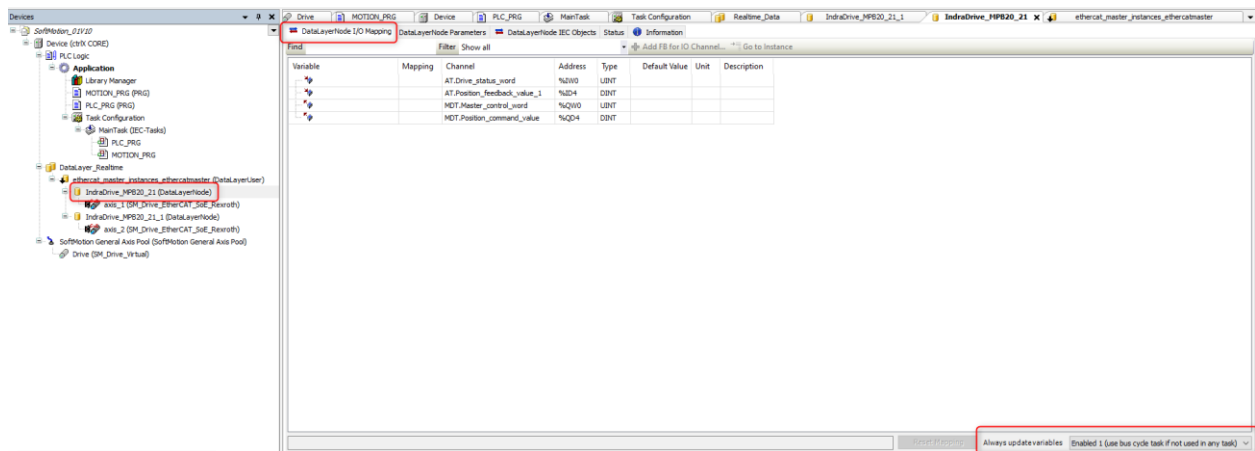 Devices
SoftMotion_01V10
Device (ctrlX CORE)
PLC Logic
Application
Library Manager
MOTION_PRG (PRG)
PLC_PRG (PRG)
Task Configuration
MainTask (IEC-Tasks)
PLC_PRG
MOTION_PRG
DataLayer_Realtime
ethercat_master_instances_ethercatmaster (DataLayerUser)
IndraDrive_MPB20_21 (DataLayerNode)
axis_1 (SM_Drive_EtherCAT_SoE_Rexroth)
IndraDrive_MPB20_21_1 (DataLayerNode)
axis_2 (SM_Drive_EtherCAT_SoE_Rexroth)
SoftMotion General Axis Pool (SoftMotion General Axis Pool)
Drive (SM_Drive_Virtual)
Drive MOTION_PRG Device PLC_PRG MainTask Task Configuration Realtime_Data IndraDrive_MPB20_21_1 IndraDrive_MPB20_21 X ethercat_master_instances_ethercatmaster
DataLayerNode I/O Mapping DataLayerNode Parameters DataLayerNode IEC Objects Status Information
Find Filter Show all Add FB for IO Channel... Go to Instance
Variable Mapping Channel Address Type Default Value Unit Description
AT.Drive_status_word %IW0 UINT
AT.Position_feedback_value_1 %ID4 DINT
MDT.Master_control_word %QW0 UINT
MDT.Position_command_value %QD4 DINT
Reset Mapping Always update variables Enabled 1 (use bus cycle task if not used in any task)